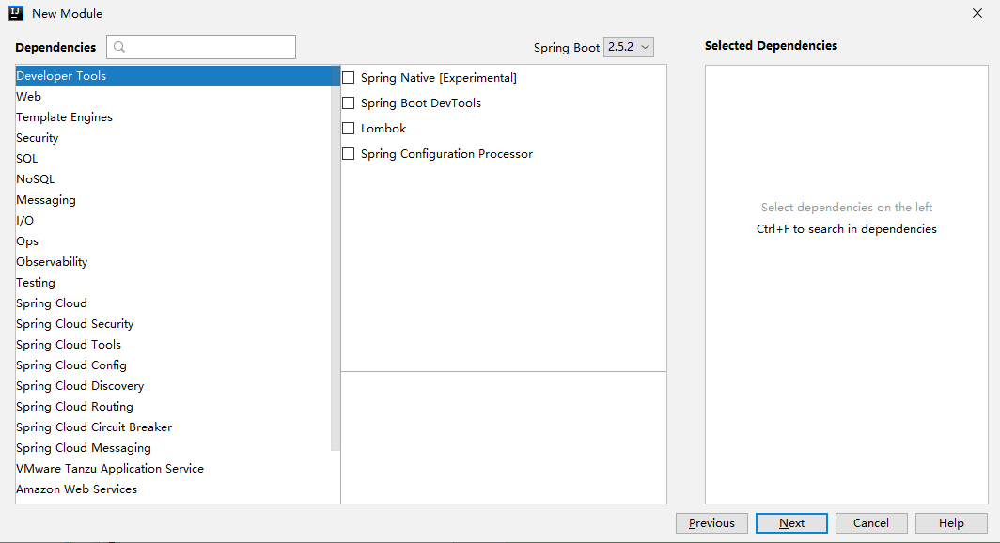 New Module
Dependencies
Spring Boot 2.5.2
Selected Dependencies
Developer Tools
Web
Template Engines
Security
SQL
NoSQL
Messaging
I/O
Ops
Observability
Testing
Spring Cloud
Spring Cloud Security
Spring Cloud Tools
Spring Cloud Config
Spring Cloud Discovery
Spring Cloud Routing
Spring Cloud Circuit Breaker
Spring Cloud Messaging
VMware Tanzu Application Service
Amazon Web Services
Spring Native [Experimental]
Spring Boot DevTools
Lombok
Spring Configuration Processor
Select dependencies on the left
Ctrl+F to search in dependencies
Previous
Next
Cancel
Help